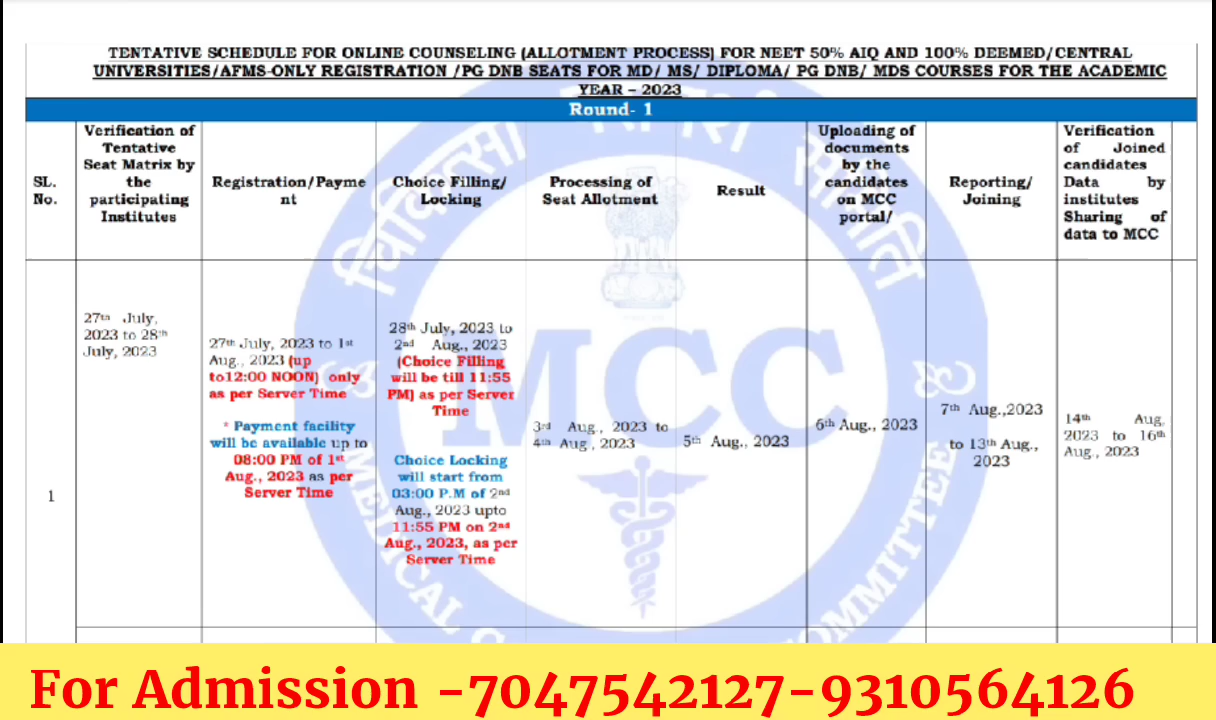 TENTATIVE SCHEDULE FOR ONLINE COUNSELING (ALLOTMENT PROCESS) FOR NEET 50% AIQ AND 100% DEEMED/CENTRAL
UNIVERSITIES/AFMS-ONLY REGISTRATION /PG DNB SEATS FOR MD/ MS/ DIPLOMA/ PG DNB/ MDS COURSES FOR THE ACADEMIC
YEAR – 2023
Round- 1
SL.
No.
Verification of
Tentative
Seat Matrix by
the
participating
Institutes
Registration/Payme
nt
Choice Filling/
Locking
Processing of
Seat Allotment
Result
Uploading of
documents
by the
candidates
on MCC
portal/
Reporting/
Joining
Verification
of Joined
candidates
Data by
institutes
Sharing of
data to MCC
1
27th July,
2023 to 28th
July, 2023
27th July, 2023 to 1st
Aug., 2023 (up
to12:00 NOON) only
as per Server Time
* Payment facility
will be available up to
08:00 PM of 1st
Aug., 2023 as per
Server Time
28th July, 2023 to
2nd Aug., 2023
(Choice Filling
will be till 11:55
PM) as per Server
Time
Choice Locking
will start from
03:00 P.M of 2nd
Aug., 2023 upto
11:55 PM on 2nd
Aug., 2023, as per
Server Time
3rd Aug., 2023 to
4th Aug., 2023
5th Aug., 2023
6th Aug., 2023
7th Aug.,2023
to 13th Aug.,
2023
14th Aug,
2023 to 16th
Aug., 2023
MCC
MEDICAL C
OMMITTEE
For Admission -7047542127-9310564126